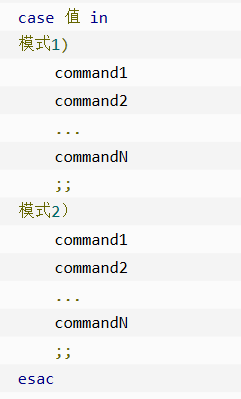 case 值 in
模式1)
    command1
    command2
    ...
    commandN
    ;;
模式2）
    command1
    command2
    ...
    commandN
    ;;
esac